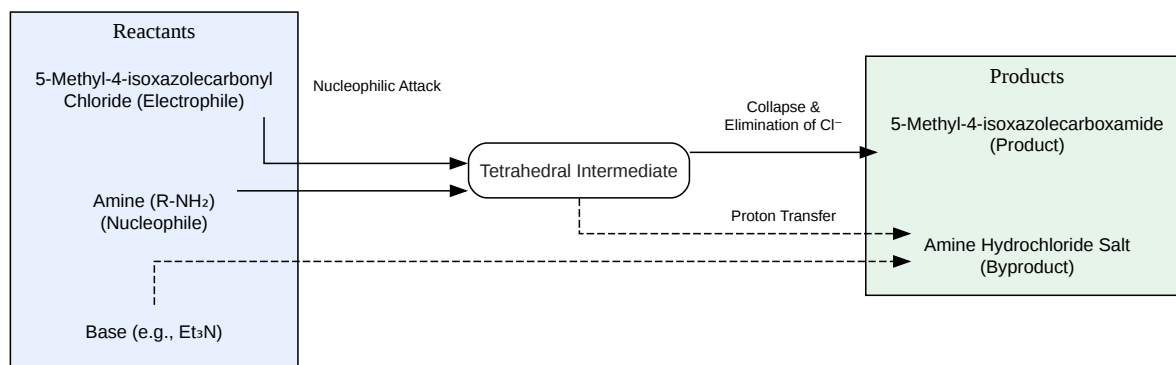 Reactants
5-Methyl-4-isoxazolecarbonyl
Chloride (Electrophile)
Amine (R-NH₂)
(Nucleophile)
Base (e.g., Et₃N)
Nucleophilic Attack
Tetrahedral Intermediate
Collapse &
Elimination of Cl⁻
Proton Transfer
Products
5-Methyl-4-isoxazolecarboxamide
(Product)
Amine Hydrochloride Salt
(Byproduct)